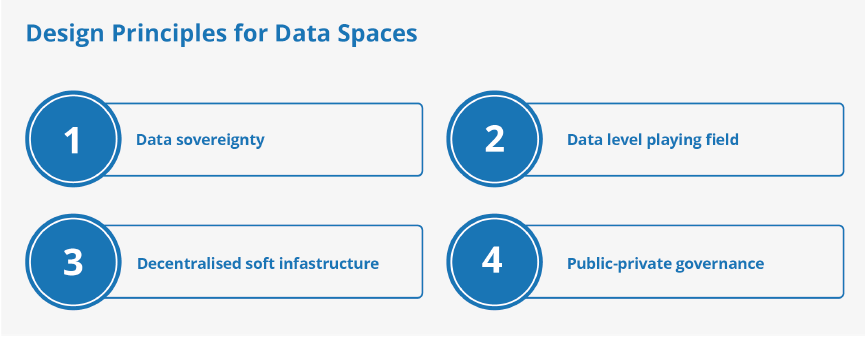 Design Principles for Data Spaces
1
Data sovereignty
2
Data level playing field
3
Decentralised soft infastructure
4
Public-private governance